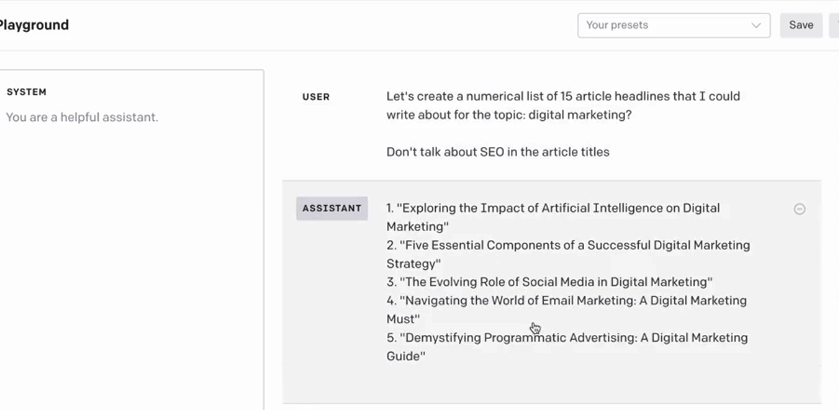 Playground
Your presets
Save
SYSTEM
You are a helpful assistant.
USER
Let's create a numerical list of 15 article headlines that I could
write about for the topic: digital marketing?
Don't talk about SEO in the article titles
ASSISTANT
1. "Exploring the Impact of Artificial Intelligence on Digital
Marketing"
2. "Five Essential Components of a Successful Digital Marketing
Strategy"
3. "The Evolving Role of Social Media in Digital Marketing"
4. "Navigating the World of Email Marketing: A Digital Marketing
Must"
5. "Demystifying Programmatic Advertising: A Digital Marketing
Guide"